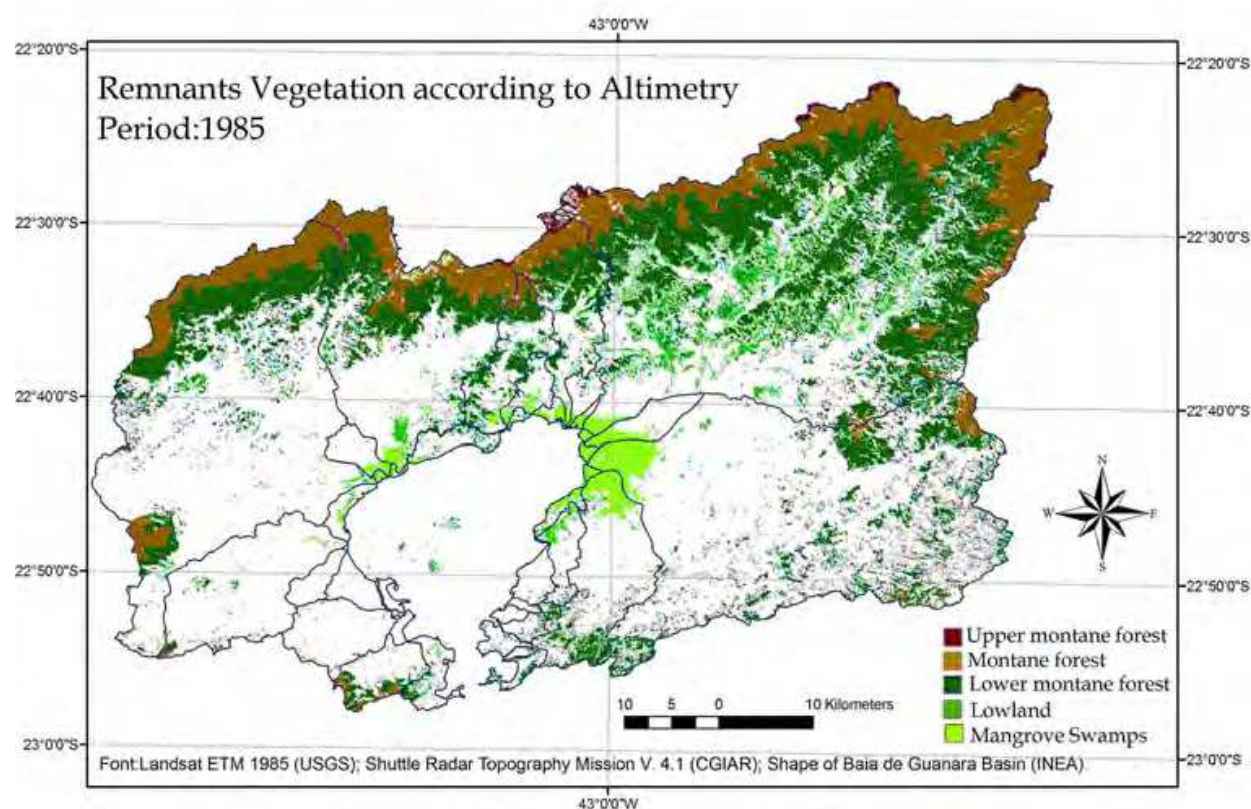 43°0'0"W
22°20'0"S
22°20'0"S
Remnants Vegetation according to Altimetry
Period:1985
22°30'0"S
22°30'0"S
22°40'0"S
22°40'0"S
N
W
E
S
22°50'0"S
22°50'0"S
Upper montane forest
Montane forest
Lower montane forest
Lowland
Mangrove Swamps
10 5 0 10 Kilometers
23°0'0"S
23°0'0"S
Font:Landsat ETM 1985 (USGS); Shuttle Radar Topography Mission V. 4.1 (CGIAR); Shape of Baia de Guanara Basin (INEA).
43°0'0"W